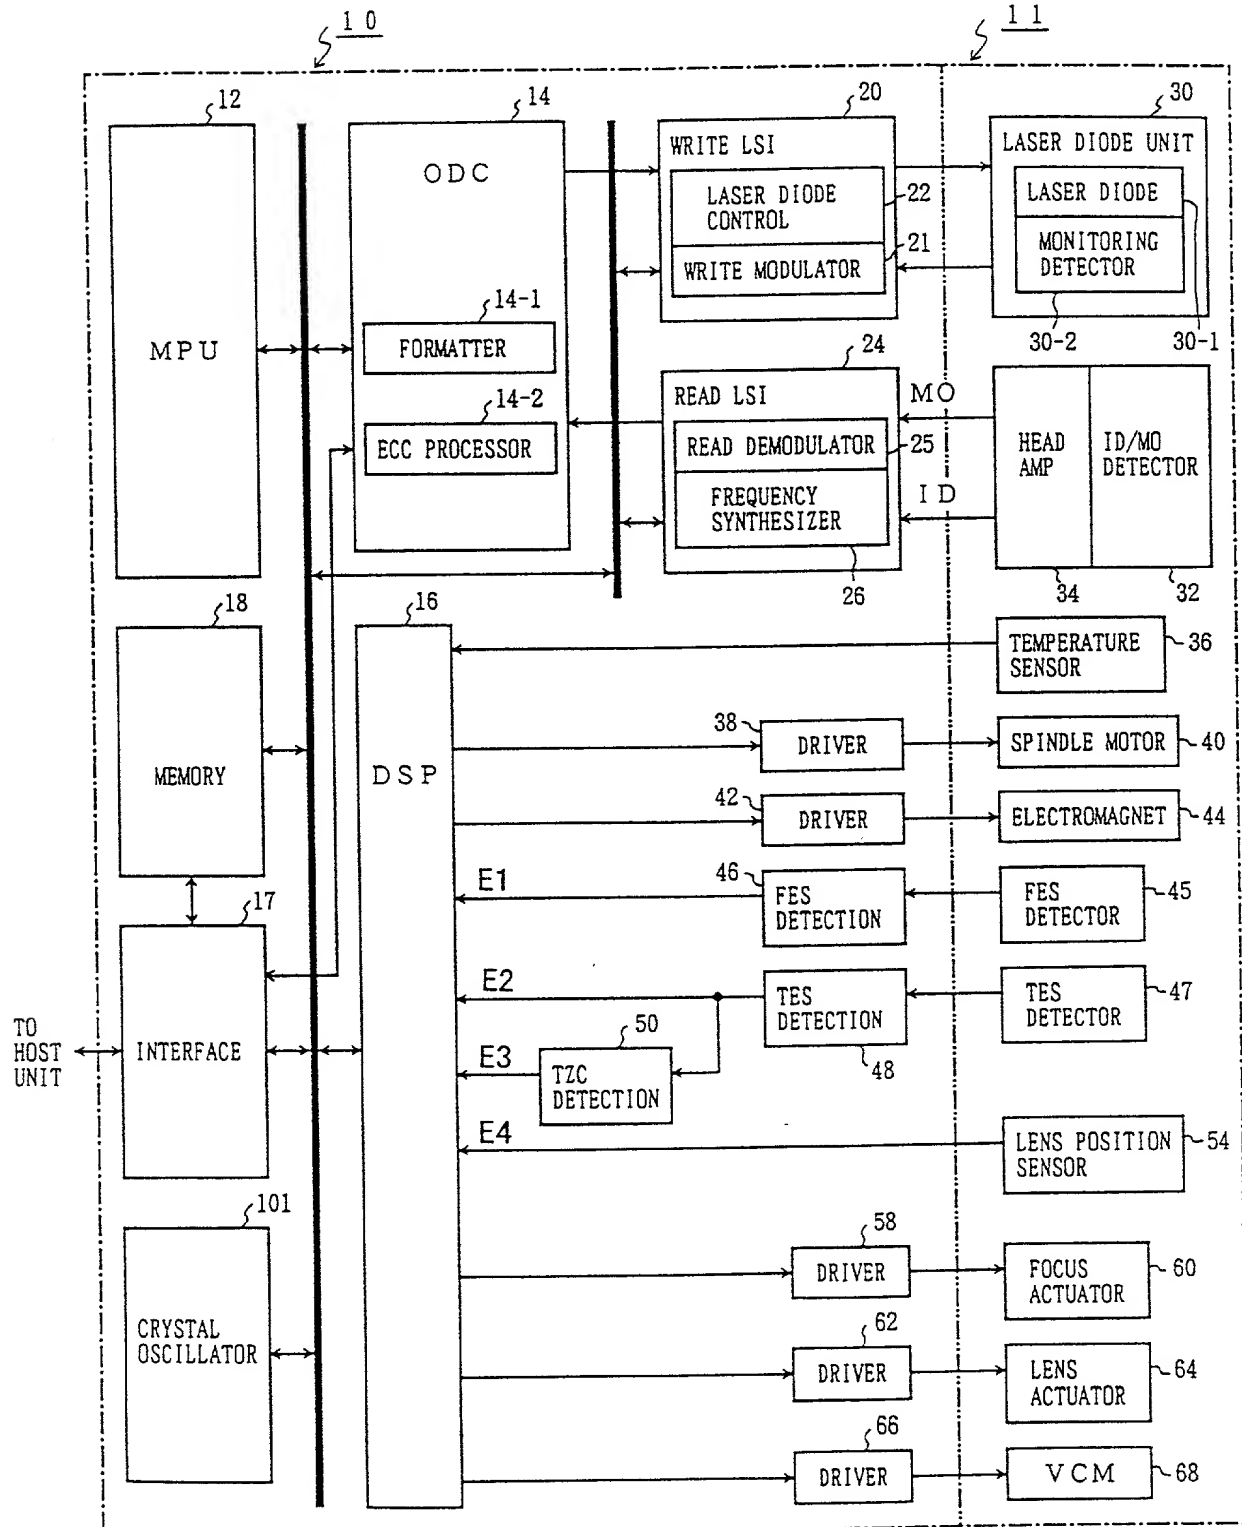 10
11
12
14
20
30
MPU
ODC
14-1
FORMATTER
14-2
ECC PROCESSOR
WRITE LSI
LASER DIODE
CONTROL
22
WRITE MODULATOR
21
LASER DIODE UNIT
LASER DIODE
MONITORING
DETECTOR
30-2
30-1
24
READ LSI
READ DEMODULATOR
25
FREQUENCY
SYNTHESIZER
26
MO
ID
HEAD
AMP
ID/MO
DETECTOR
34
32
18
MEMORY
16
DSP
TEMPERATURE
SENSOR
36
38
DRIVER
SPINDLE MOTOR
40
42
DRIVER
ELECTROMAGNET
44
E1
46
FES
DETECTION
FES
DETECTOR
45
17
INTERFACE
TO
HOST
UNIT
E2
TES
DETECTION
48
TES
DETECTOR
47
E3
50
TZC
DETECTION
E4
LENS POSITION
SENSOR
54
101
CRYSTAL
OSCILLATOR
58
DRIVER
FOCUS
ACTUATOR
60
62
DRIVER
LENS
ACTUATOR
64
66
DRIVER
VCM
68